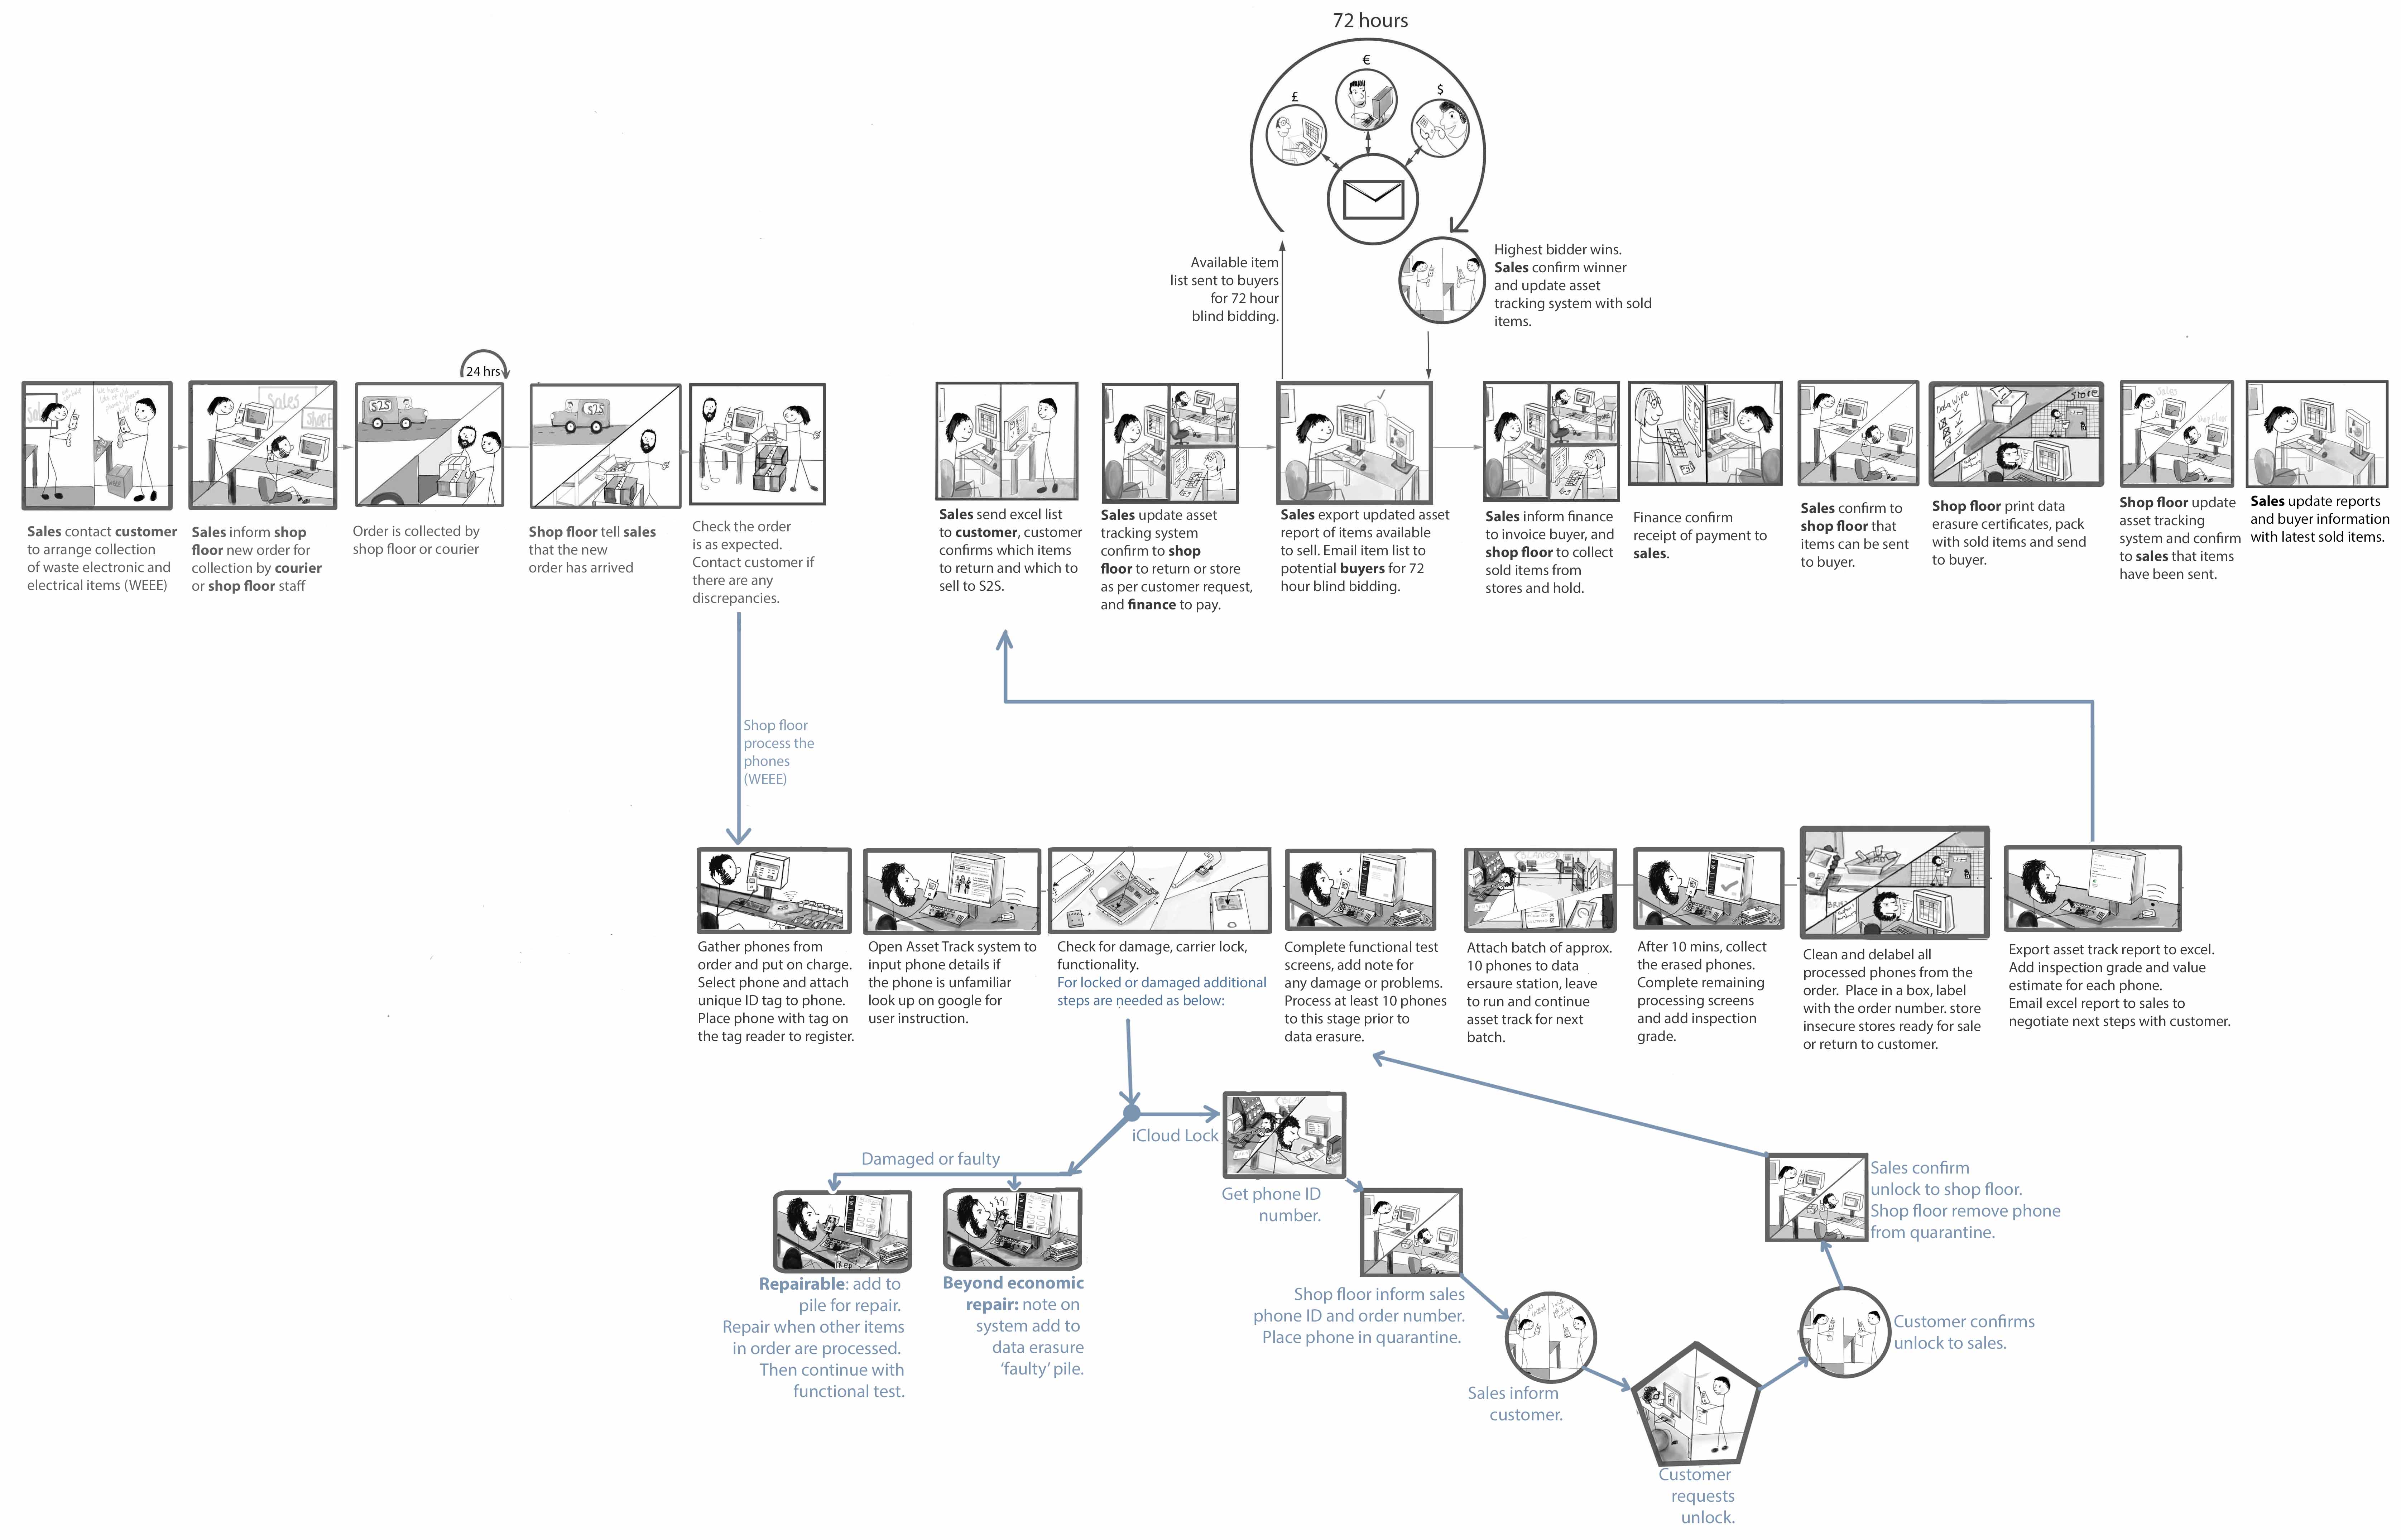 72 hours
€
£
$
Available item
list sent to buyers
for 72 hour
blind bidding.
Highest bidder wins.
Sales confirm winner
and update asset
tracking system with sold
items.
24 hrs
S2S
S2S
Sales
Sales contact customer
to arrange collection
of waste electronic and
electrical items (WEEE)
Sales inform shop
floor new order for
collection by courier
or shop floor staff
Order is collected by
shop floor or courier
Shop floor tell sales
that the new
order has arrived
Check the order
is as expected.
Contact customer if
there are any
discrepancies.
Sales send excel list
to customer, customer
confirms which items
to return and which to
sell to S2S.
Sales update asset
tracking system
confirm to shop
floor to return or store
as per customer request,
and finance to pay.
Sales export updated asset
report of items available
to sell. Email item list to
potential buyers for 72
hour blind bidding.
Sales inform finance
to invoice buyer, and
shop floor to collect
sold items from
stores and hold.
Finance confirm
receipt of payment to
sales.
Sales confirm to
shop floor that
items can be sent
to buyer.
Data wipe
Store
Shop floor print data
erasure certificates, pack
with sold items and send
to buyer.
Shop floor update
asset tracking
system and confirm
to sales that items
have been sent.
Sales update reports
and buyer information
with latest sold items.
Shop floor
process the
phones
(WEEE)
Gather phones from
order and put on charge.
Select phone and attach
unique ID tag to phone.
Place phone with tag on
the tag reader to register.
Open Asset Track system to
input phone details if
the phone is unfamiliar
look up on google for
user instruction.
Check for damage, carrier lock,
functionality.
For locked or damaged additional
steps are needed as below:
Complete functional test
screens, add note for
any damage or problems.
Process at least 10 phones
to this stage prior to
data erasure.
Attach batch of approx.
10 phones to data
ersaure station, leave
to run and continue
asset track for next
batch.
After 10 mins, collect
the erased phones.
Complete remaining
processing screens
and add inspection
grade.
Clean and delabel all
processed phones from the
order. Place in a box, label
with the order number. store
insecure stores ready for sale
or return to customer.
Export asset track report to excel.
Add inspection grade and value
estimate for each phone.
Email excel report to sales to
negotiate next steps with customer.
iCloud Lock
Damaged or faulty
Repairable: add to
pile for repair.
Repair when other items
in order are processed.
Then continue with
functional test.
Beyond economic
repair: note on
system add to
data erasure
‘faulty’ pile.
Get phone ID
number.
Shop floor inform sales
phone ID and order number.
Place phone in quarantine.
Sales inform
customer.
Customer
requests
unlock.
Customer confirms
unlock to sales.
Sales confirm
unlock to shop floor.
Shop floor remove phone
from quarantine.